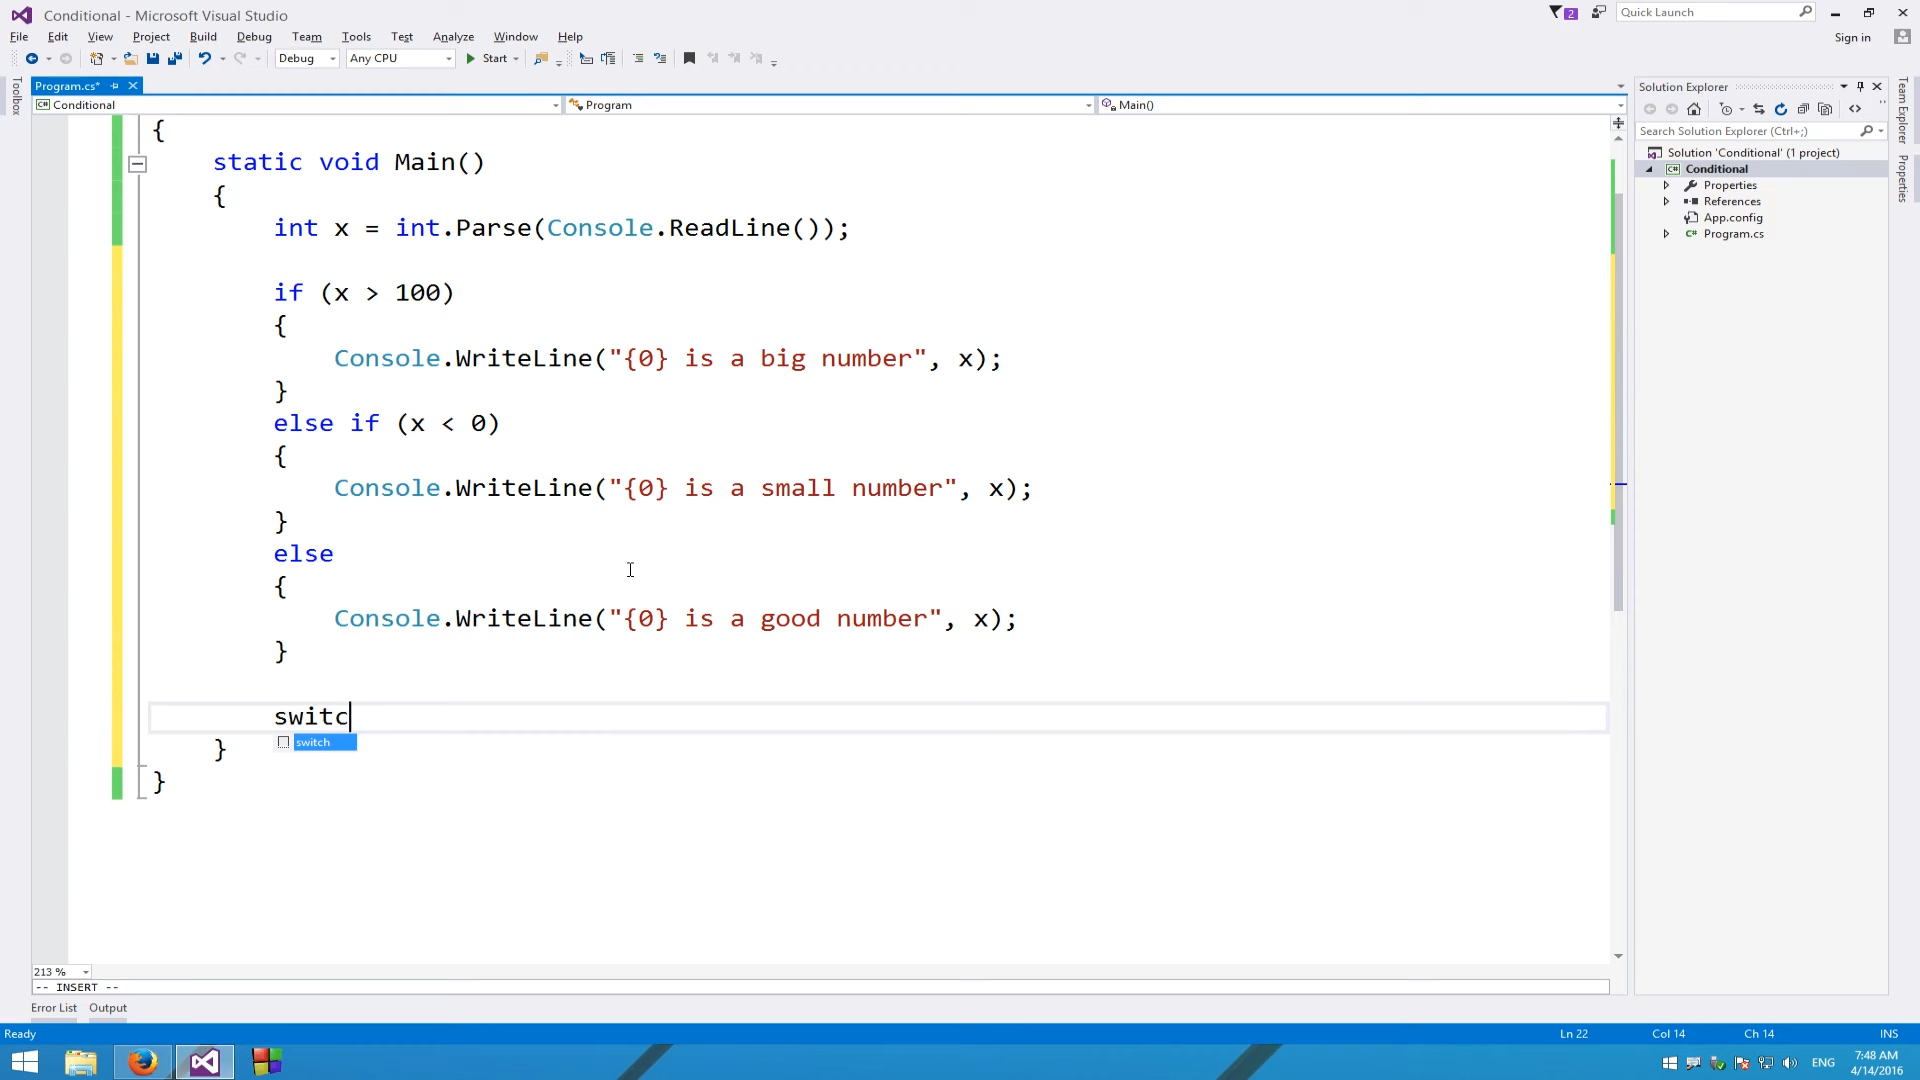 Conditional - Microsoft Visual Studio
2
Quick Launch
File Edit View Project Build Debug Team Tools Test Analyze Window Help
Sign in
Debug Any CPU Start
Toolbox
Program.cs*
Conditional Program Main()
{
static void Main()
{
int x = int.Parse(Console.ReadLine());
if (x > 100)
{
Console.WriteLine("{0} is a big number", x);
}
else if (x < 0)
{
Console.WriteLine("{0} is a small number", x);
}
else
{
Console.WriteLine("{0} is a good number", x);
}
switc
switch
}
}
213 %
-- INSERT --
Error List Output
Solution Explorer
Search Solution Explorer (Ctrl+;)
Solution 'Conditional' (1 project)
C# Conditional
Properties
References
App.config
C# Program.cs
Team Explorer
Properties
Ready Ln 22 Col 14 Ch 14 INS
ENG
7:48 AM
4/14/2016